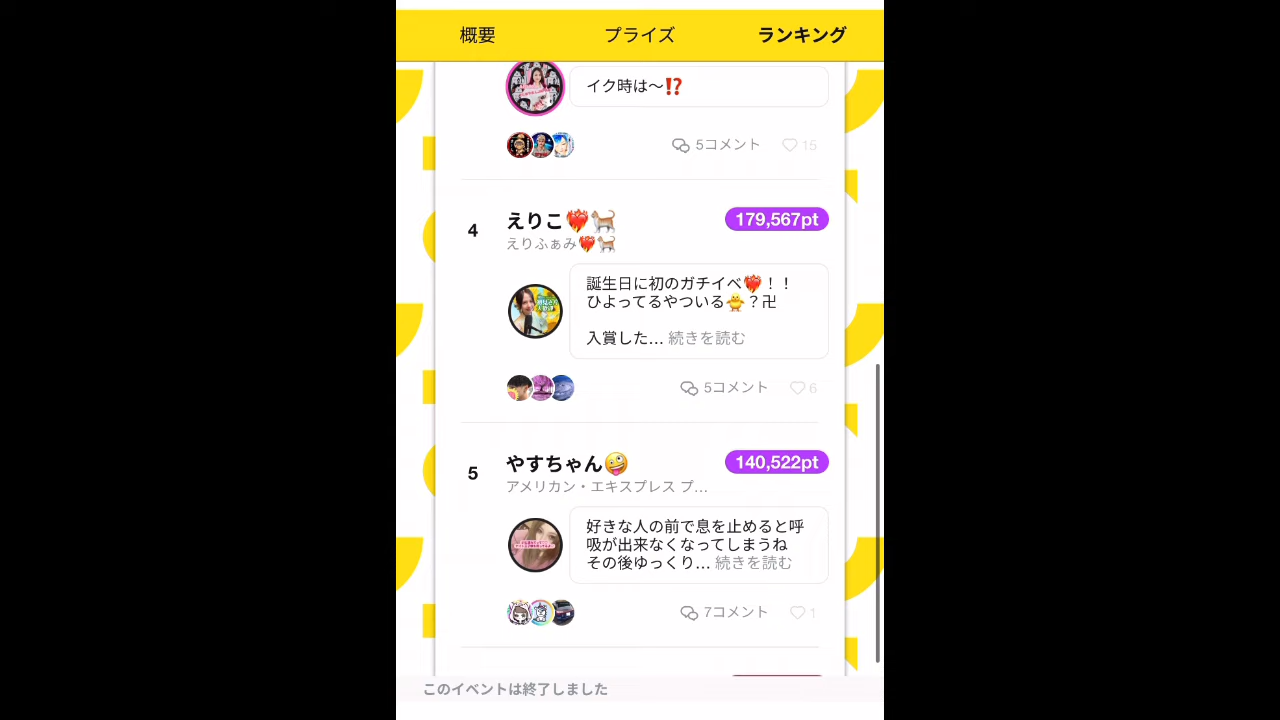 概要
プライズ
ランキング
イク時は〜⁉️
5コメント
15
4
えりこ❤️‍🔥🐈
179,567pt
えりふぁみ❤️‍🔥🐈
誕生日に初のガチイベ❤️‍🔥！！
ひよってるやついる🐥？卍
入賞した... 続きを読む
5コメント
6
5
やすちゃん🤪
140,522pt
アメリカン・エキスプレス プ...
好きな人の前で息を止めると呼
吸が出来なくなってしまうね
その後ゆっくり... 続きを読む
7コメント
1
このイベントは終了しました